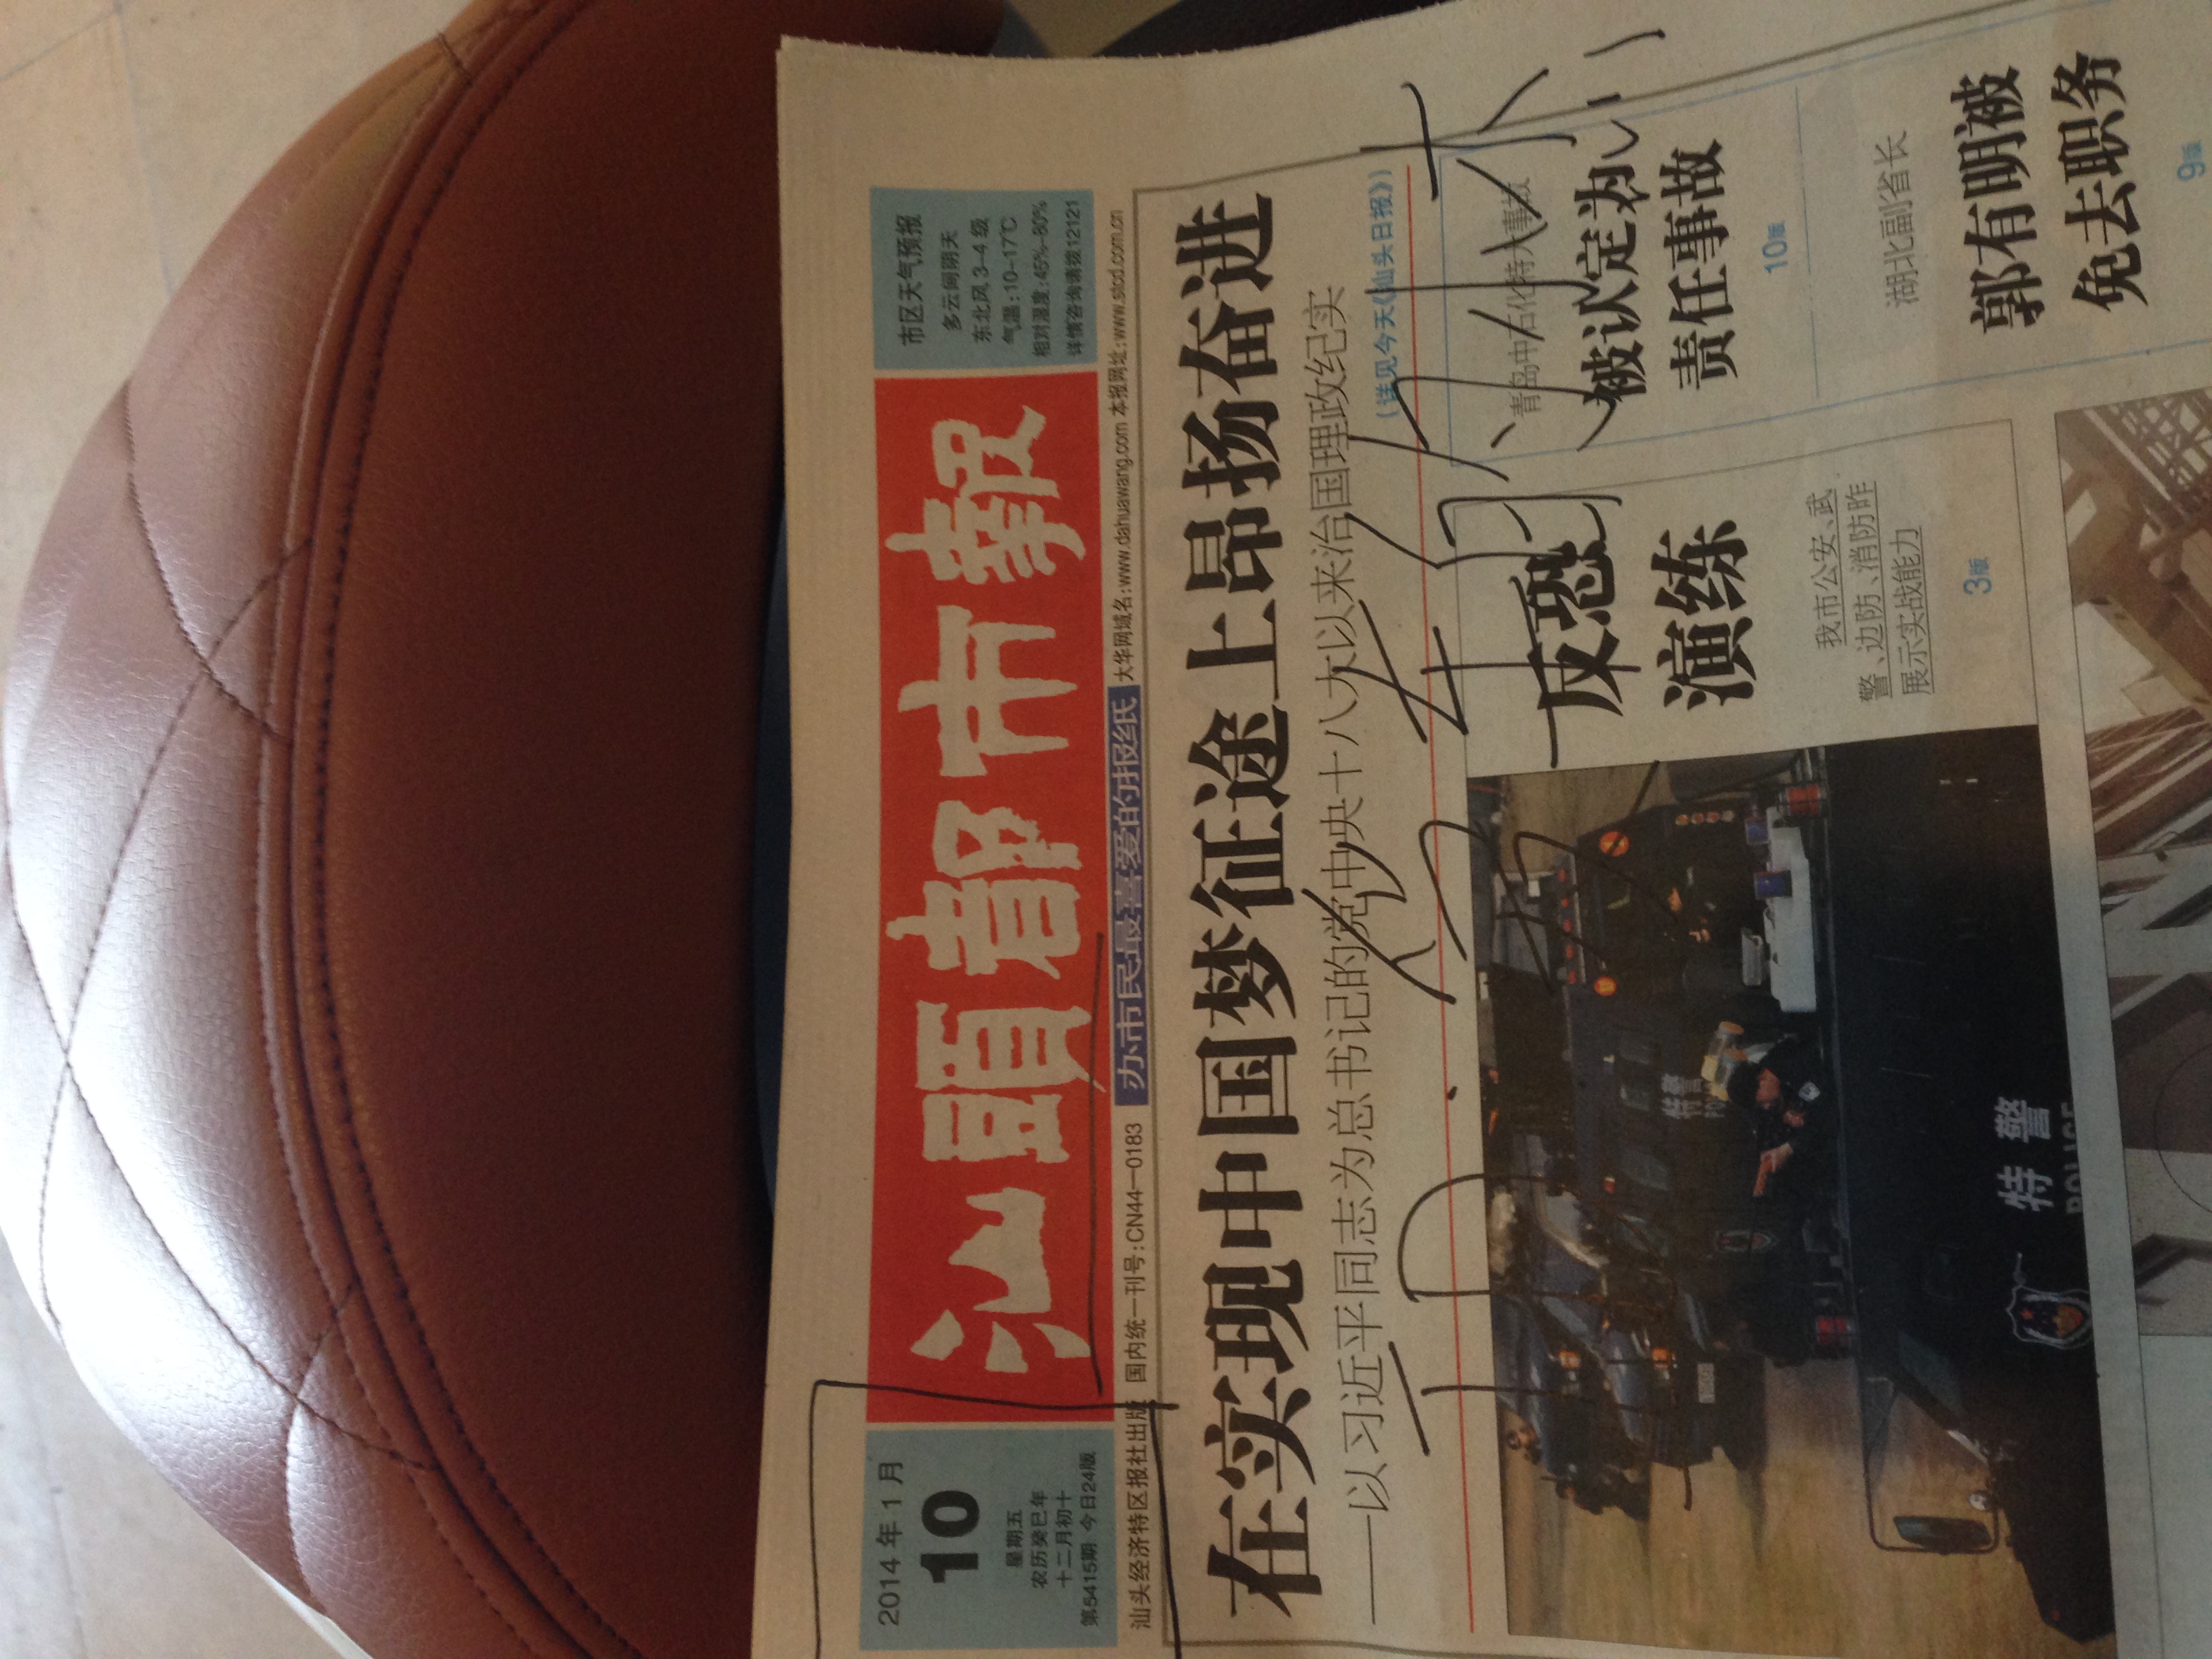 2014年1月
10
星期五
农历癸巳年
十二月初十
第5415期 今日24版
汕頭都市報
市区天气预报
多云间阴天
东北风3-4级
气温:10-17℃
相对湿度:45%-80%
详情咨询请拨12121
汕头经济特区报社出版 国内统一刊号:CN44—0183
办市民最喜爱的报纸
大华网域名:www.dahuawang.com 本报网址:www.stcd.com.cn
在实现中国梦征途上昂扬奋进
——以习近平同志为总书记的党中央十八大以来治国理政纪实
(详见今天《汕头日报》)
反恐
演练
我市公安、武
警、边防、消防昨
展示实战能力
3版
青岛中石化特大事故
被认定为
责任事故
10版
湖北副省长
郭有明被
免去职务
9版
特警
POLICE
特警